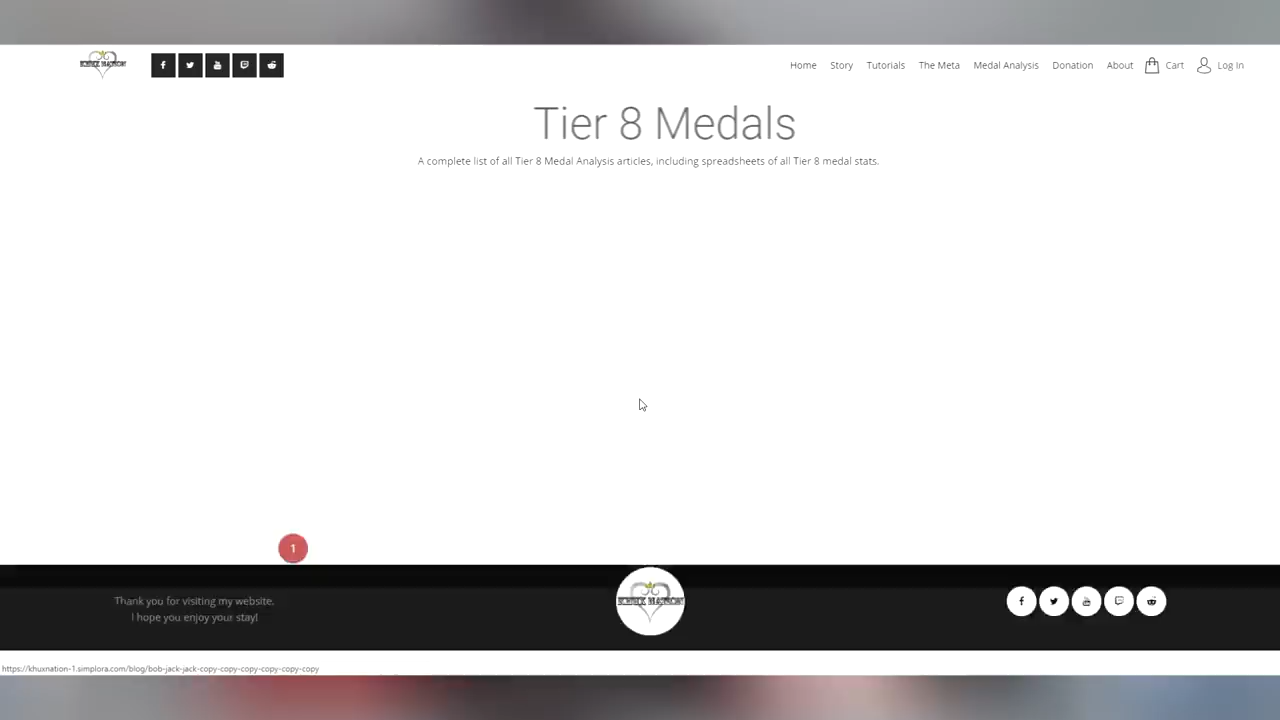 Home Story Tutorials The Meta Medal Analysis Donation About Cart Log In
Tier 8 Medals
A complete list of all Tier 8 Medal Analysis articles, including spreadsheets of all Tier 8 medal stats.
1
Thank you for visiting my website.
I hope you enjoy your stay!
https://khuxnation-1.simplora.com/blog/bob-jack-jack-copy-copy-copy-copy-copy-copy